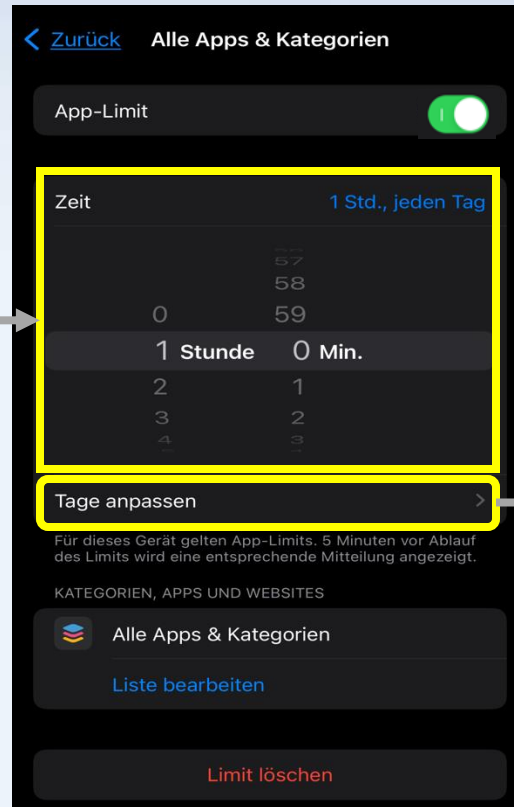 Zurück Alle Apps & Kategorien
App-Limit
Zeit 1 Std., jeden Tag
57
58
0 59
1 Stunde 0 Min.
2 1
3 2
4 3
Tage anpassen
Für dieses Gerät gelten App-Limits. 5 Minuten vor Ablauf
des Limits wird eine entsprechende Mitteilung angezeigt.
KATEGORIEN, APPS UND WEBSITES
Alle Apps & Kategorien
Liste bearbeiten
Limit löschen